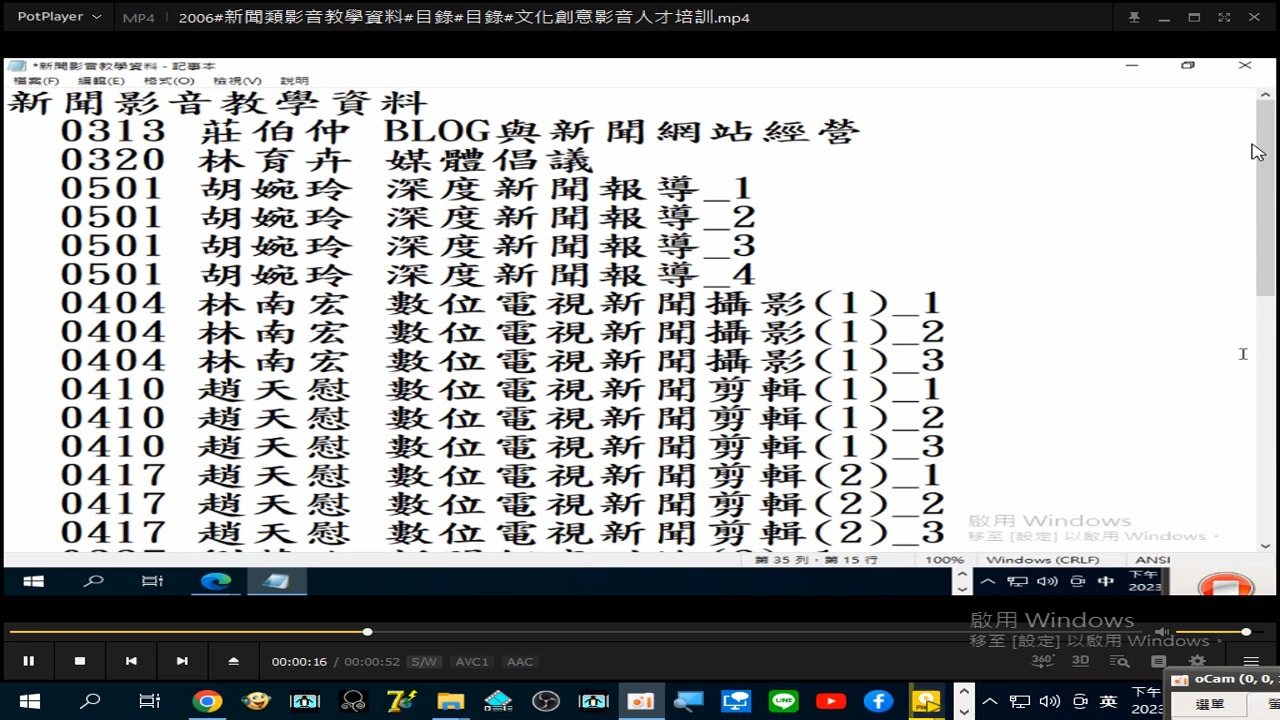 PotPlayer MP4 2006#新聞類影音教學資料#目錄#目錄#文化創意影音人才培訓.mp4
*新聞影音教學資料 - 記事本
檔案(F) 編輯(E) 格式(O) 檢視(V) 說明
新聞影音教學資料
0313 莊伯仲 BLOG與新聞網站經營
0320 林育卉 媒體倡議
0501 胡婉玲 深度新聞報導_1
0501 胡婉玲 深度新聞報導_2
0501 胡婉玲 深度新聞報導_3
0501 胡婉玲 深度新聞報導_4
0404 林南宏 數位電視新聞攝影(1)_1
0404 林南宏 數位電視新聞攝影(1)_2
0404 林南宏 數位電視新聞攝影(1)_3
0410 趙天慰 數位電視新聞剪輯(1)_1
0410 趙天慰 數位電視新聞剪輯(1)_2
0410 趙天慰 數位電視新聞剪輯(1)_3
0417 趙天慰 數位電視新聞剪輯(2)_1
0417 趙天慰 數位電視新聞剪輯(2)_2
0417 趙天慰 數位電視新聞剪輯(2)_3
啟用 Windows
移至 [設定] 以啟用 Windows。
第 35 列，第 15 行 100% Windows (CRLF) ANSI
中 下午
2023
啟用 Windows
移至 [設定] 以啟用 Windows。
00:00:16 / 00:00:52 S/W AVC1 AAC 360° 3D
oCam (0, 0,
選單
LINE 英 下午
2023